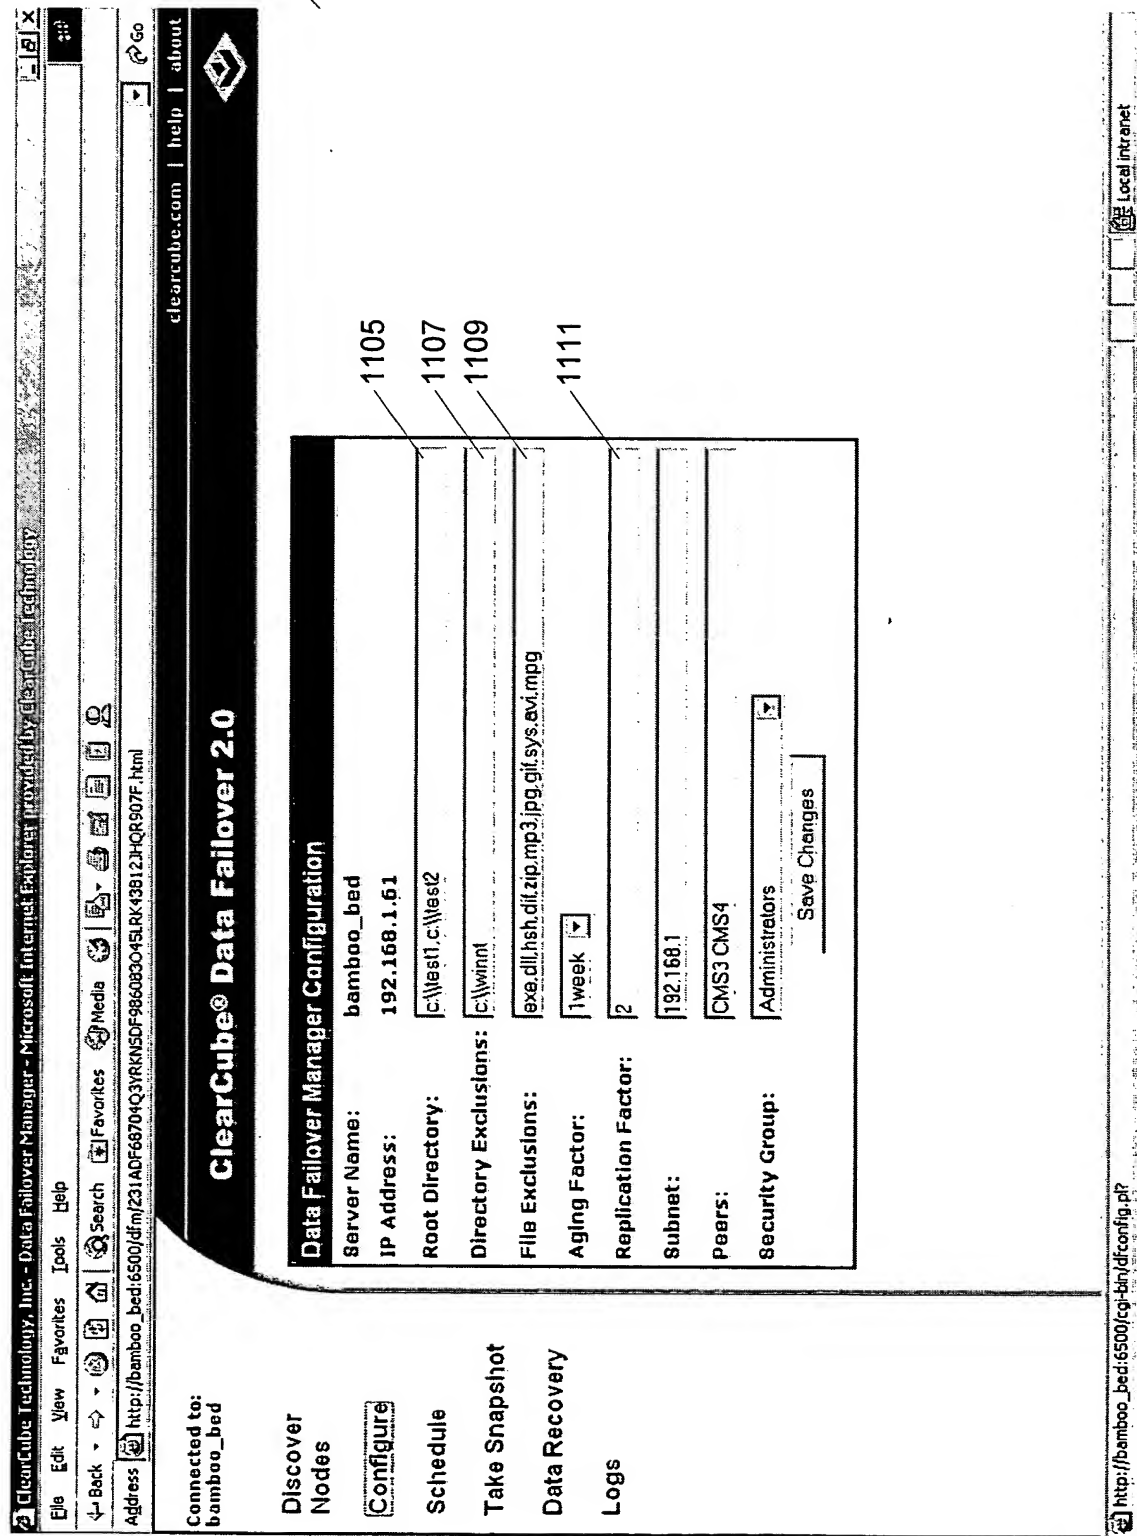 ClearCube Technology, Inc. - Data Failover Manager - Microsoft Internet Explorer provided by ClearCube Technology
File Edit View Favorites Tools Help
Back Search Favorites Media
Address http://bamboo_bed:6500/dfm/ Go
clearcube.com | help | about
ClearCube® Data Failover 2.0
Connected to:
bamboo_bed
Discover
Nodes
Configure
Schedule
Take Snapshot
Data Recovery
Logs
Data Failover Manager Configuration
Server Name: bamboo_bed
IP Address: 192.168.1.61
Root Directory: c:\\test1,c:\\test2 1105
Directory Exclusions: c:\\winnt 1107
File Exclusions: exe,dll,hsh,dif,zip,mp3,jpg,gif,sys,avi,mpg 1109
Aging Factor: 1week
Replication Factor: 2 1111
Subnet: 192.168.1
Peers: CMS3 CMS4
Security Group: Administrators
Save Changes
http://bamboo_bed:6500/cgi-bin/dfconfig.pl? Local intranet